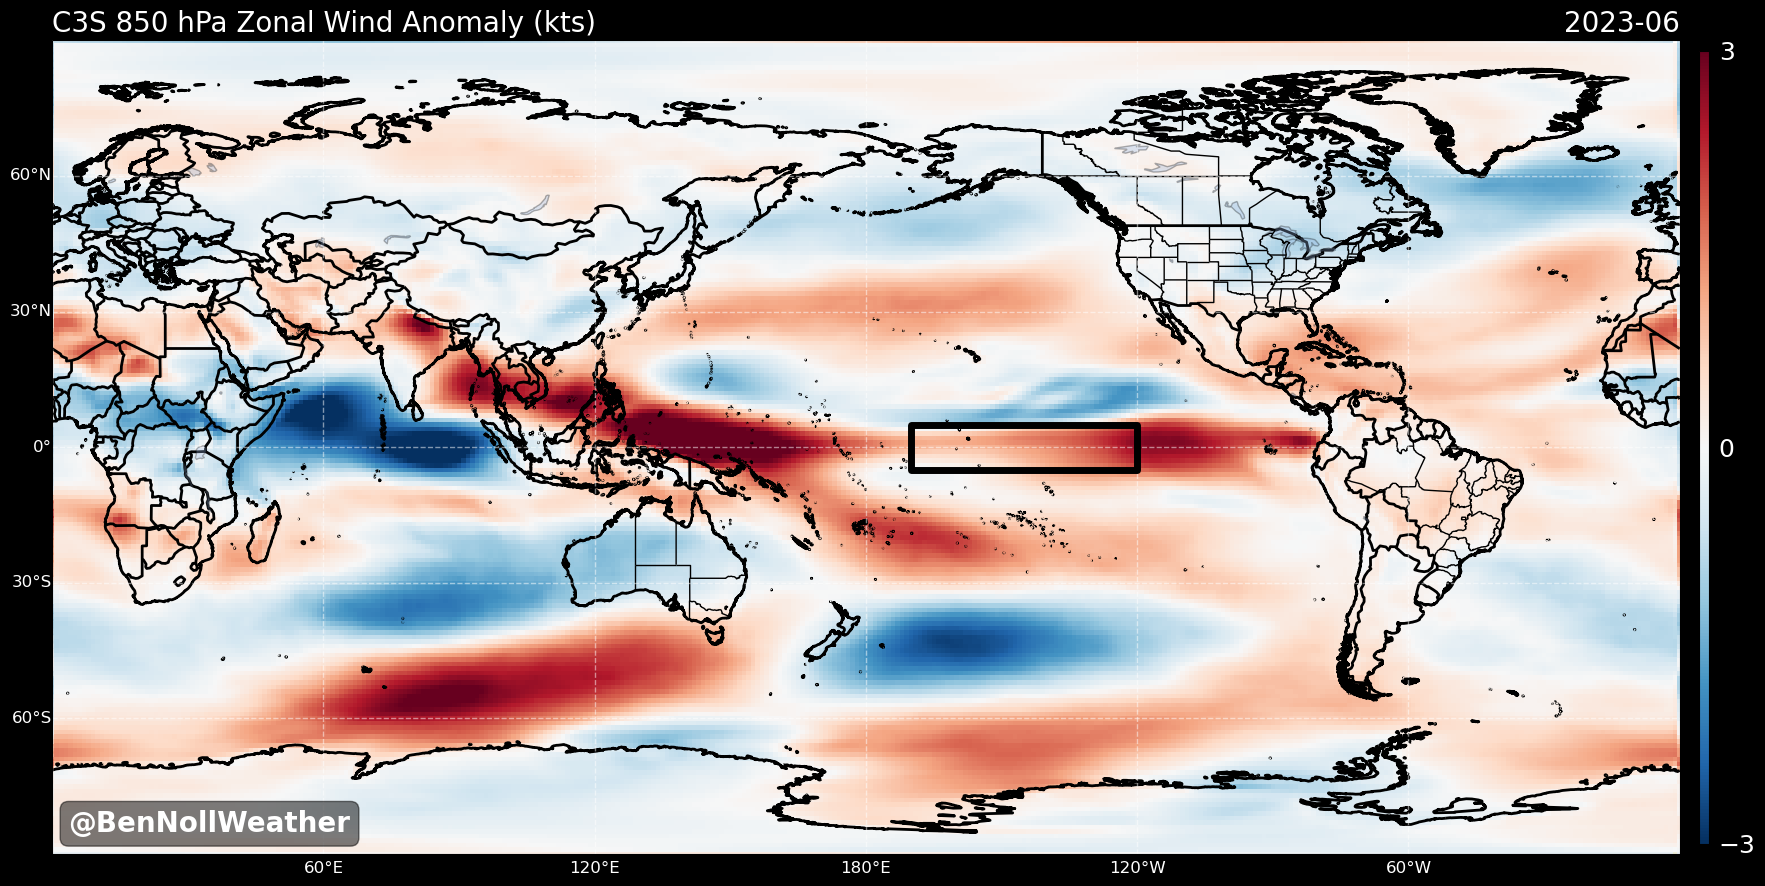 C3S 850 hPa Zonal Wind Anomaly (kts) 2023-06
3
60°N
30°N
0° 0
30°S
60°S
@BenNollWeather
−3
60°E 120°E 180°E 120°W 60°W